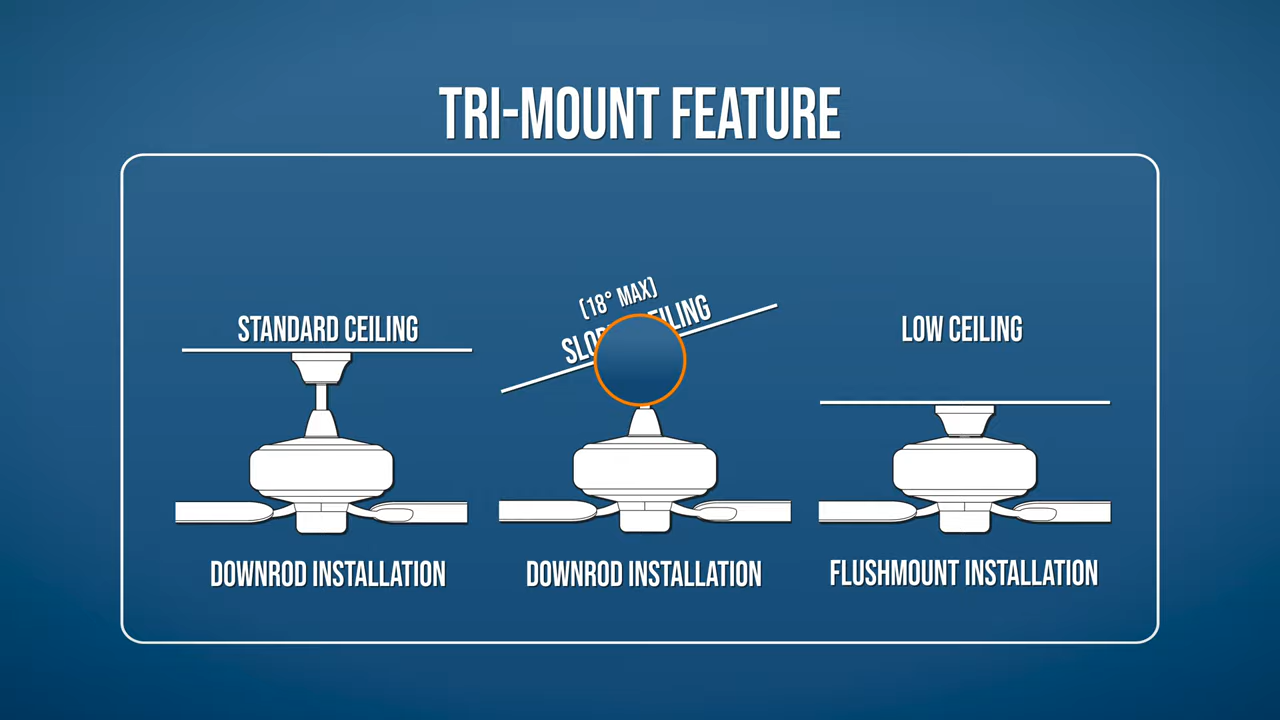 TRI-MOUNT FEATURE
STANDARD CEILING
(18° MAX)
LOW CEILING
DOWNROD INSTALLATION
DOWNROD INSTALLATION
FLUSHMOUNT INSTALLATION